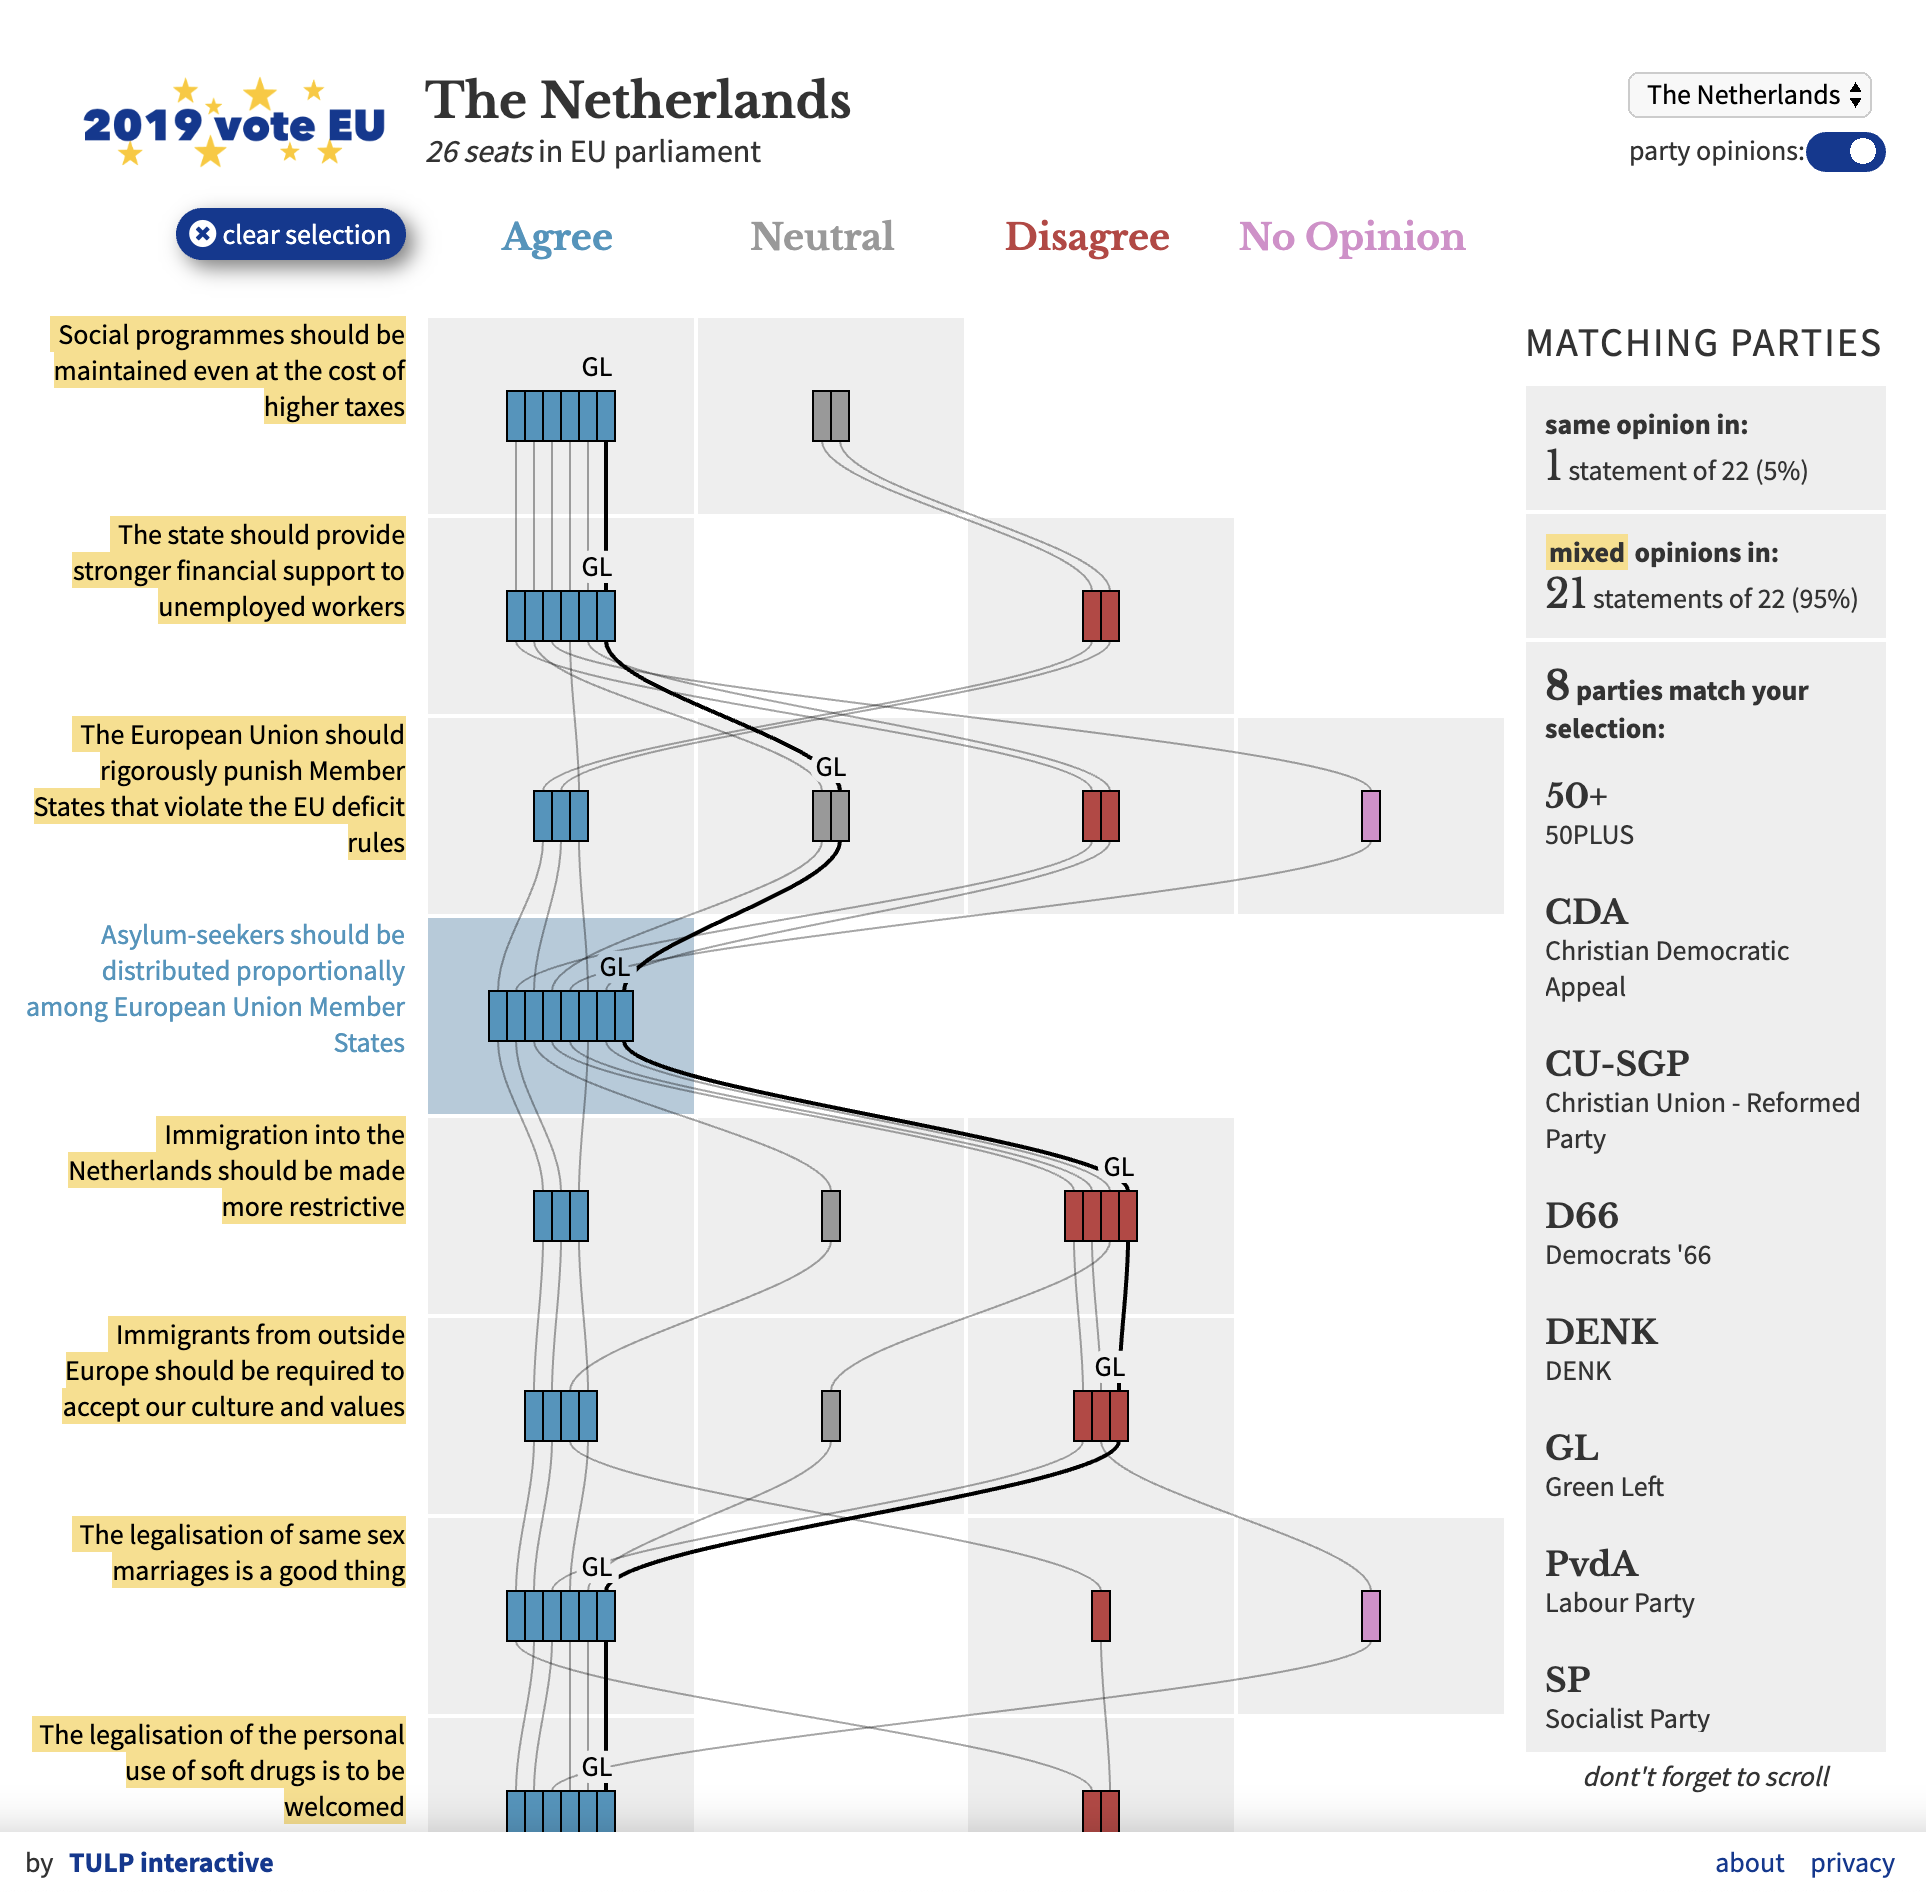 2019 vote EU
The Netherlands
26 seats in EU parliament
The Netherlands
party opinions:
clear selection
Agree
Neutral
Disagree
No Opinion
Social programmes should be
maintained even at the cost of
higher taxes
GL
The state should provide
stronger financial support to
unemployed workers
GL
The European Union should
rigorously punish Member
States that violate the EU deficit
rules
GL
Asylum-seekers should be
distributed proportionally
among European Union Member
States
GL
Immigration into the
Netherlands should be made
more restrictive
GL
Immigrants from outside
Europe should be required to
accept our culture and values
GL
The legalisation of same sex
marriages is a good thing
GL
The legalisation of the personal
use of soft drugs is to be
welcomed
GL
MATCHING PARTIES
same opinion in:
1 statement of 22 (5%)
mixed opinions in:
21 statements of 22 (95%)
8 parties match your
selection:
50+
50PLUS
CDA
Christian Democratic
Appeal
CU-SGP
Christian Union - Reformed
Party
D66
Democrats '66
DENK
DENK
GL
Green Left
PvdA
Labour Party
SP
Socialist Party
dont't forget to scroll
by TULP interactive
about privacy